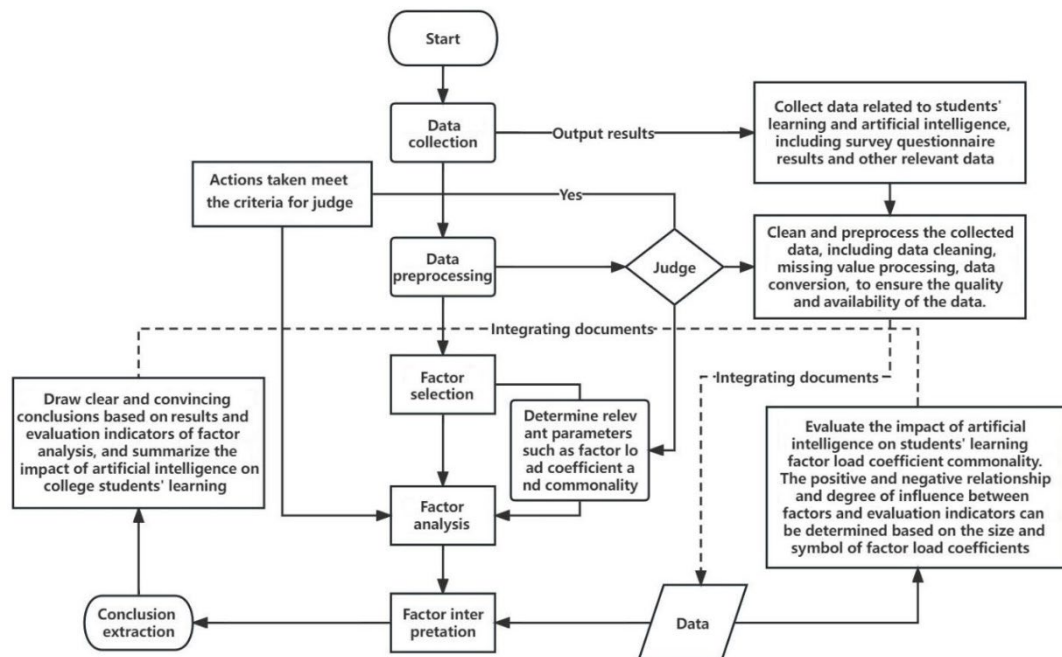 Start
Data
collection
Output results
Collect data related to students'
learning and artificial intelligence,
including survey questionnaire
results and other relevant data
Actions taken meet
the criteria for judge
Yes
Data
preprocessing
Judge
Clean and preprocess the collected
data, including data cleaning,
missing value processing, data
conversion, to ensure the quality
and availability of the data.
Integrating documents
Integrating documents
Factor
selection
Draw clear and convincing
conclusions based on results and
evaluation indicators of factor
analysis, and summarize the
impact of artificial intelligence on
college students' learning
Determine relev
ant parameters
such as factor lo
ad coefficient a
nd commonality
Evaluate the impact of artificial
intelligence on students' learning
factor load coefficient commonality.
The positive and negative relationship
and degree of influence between
factors and evaluation indicators can
be determined based on the size and
symbol of factor load coefficients
Factor
analysis
Conclusion
extraction
Factor inter
pretation
Data